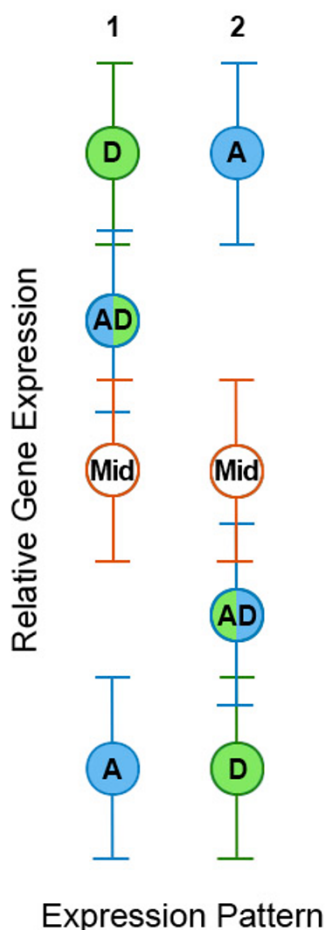 1 2
D A
AD
Mid Mid
AD
A D
Relative Gene Expression
Expression Pattern